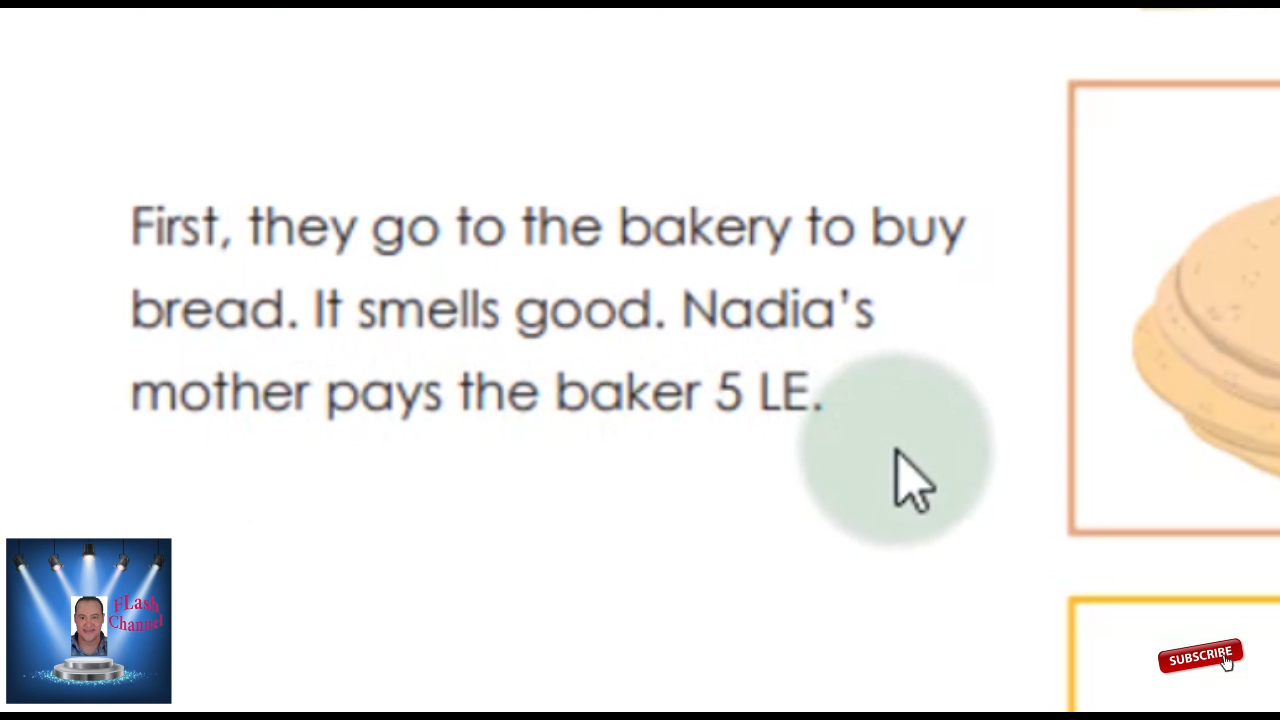 First, they go to the bakery to buy
bread. It smells good. Nadia's
mother pays the baker 5 LE.
FLash
Channel
SUBSCRIBE